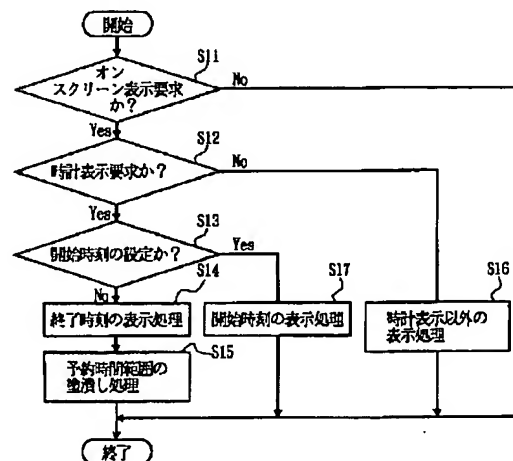 開始
S11
オン
スクリーン表示要求
か？
No
Yes
S12
時計表示要求か？
No
Yes
S13
開始時刻の設定か？
Yes
No
S14
S17
S16
終了時刻の表示処理
開始時刻の表示処理
時計表示以外の
表示処理
S15
予約時間範囲の
塗潰し処理
終了